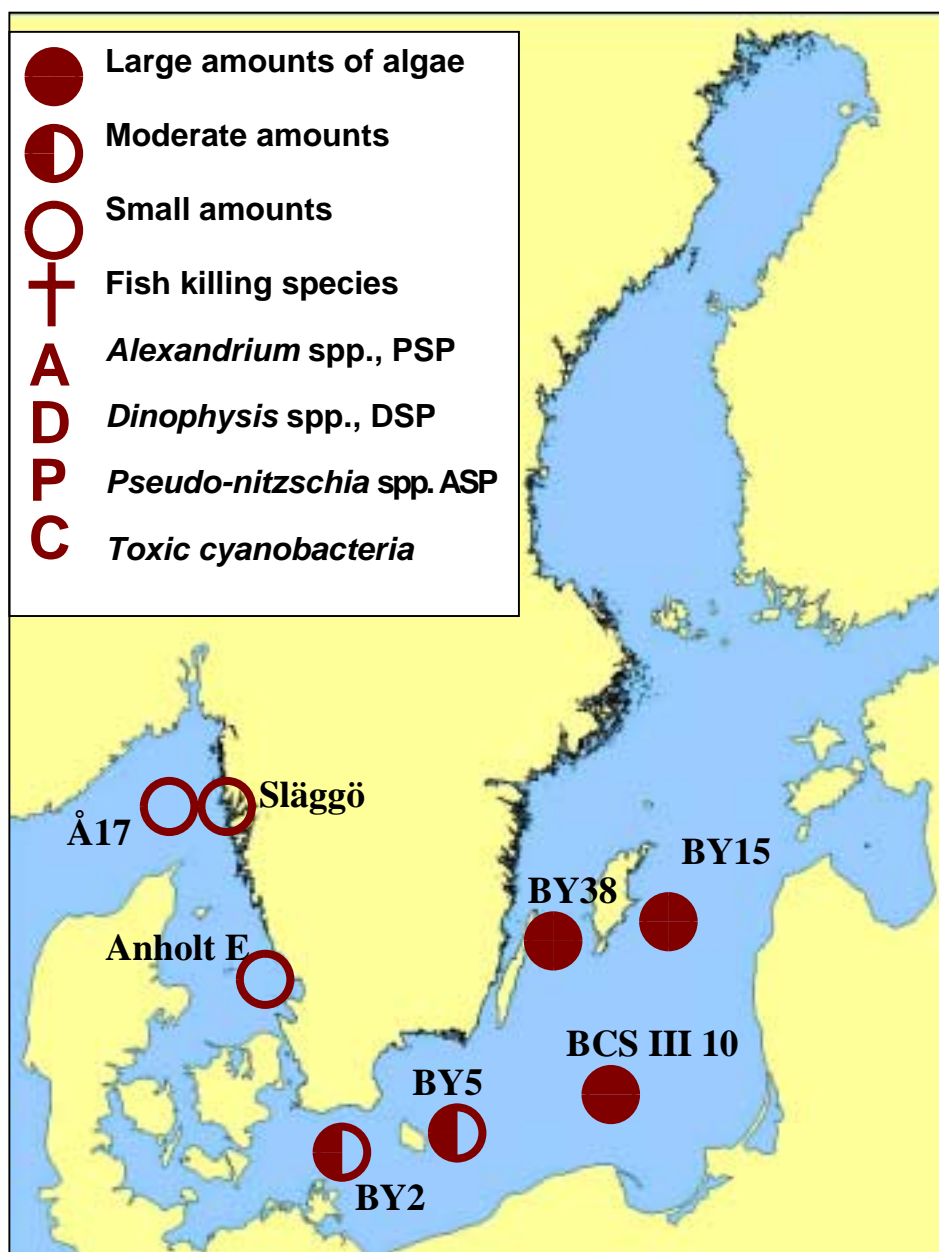 Large amounts of algae
Moderate amounts
Small amounts
Fish killing species
A Alexandrium spp., PSP
D Dinophysis spp., DSP
P Pseudo-nitzschia spp. ASP
C Toxic cyanobacteria
Släggö
Å17
BY15
BY38
Anholt E
BCS III 10
BY5
BY2